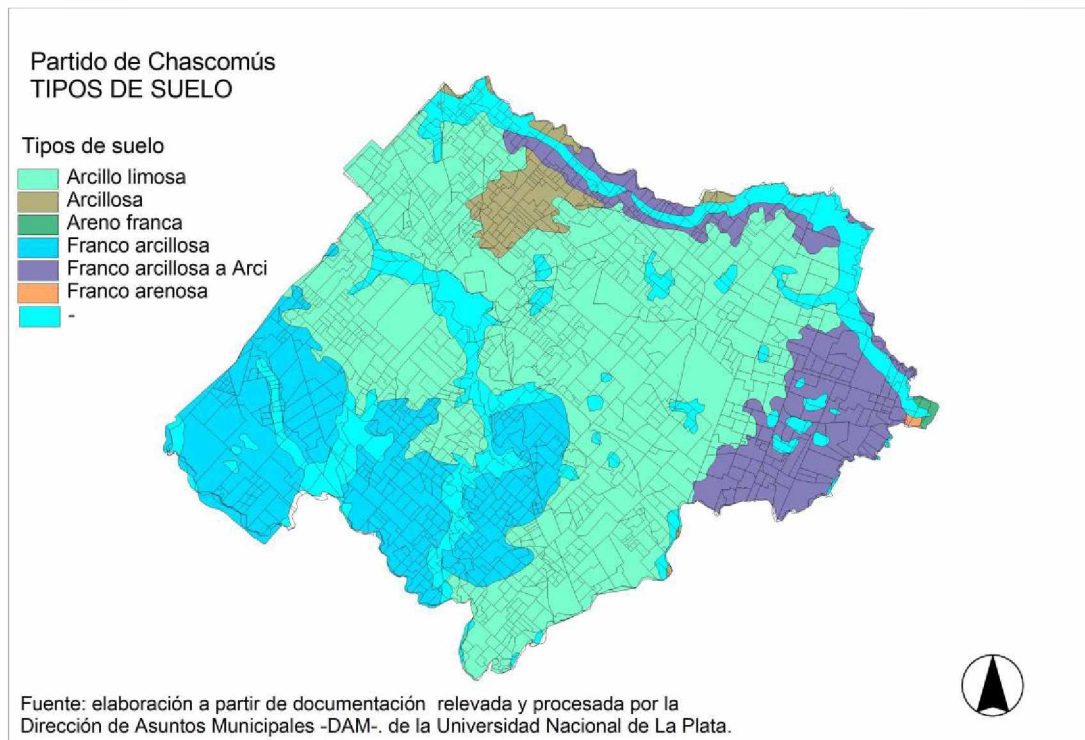 Partido de Chascomús
TIPOS DE SUELO
Tipos de suelo
Arcillo limosa
Arcillosa
Areno franca
Franco arcillosa
Franco arcillosa a Arci
Franco arenosa
-
Fuente: elaboración a partir de documentación relevada y procesada por la
Dirección de Asuntos Municipales -DAM-. de la Universidad Nacional de La Plata.